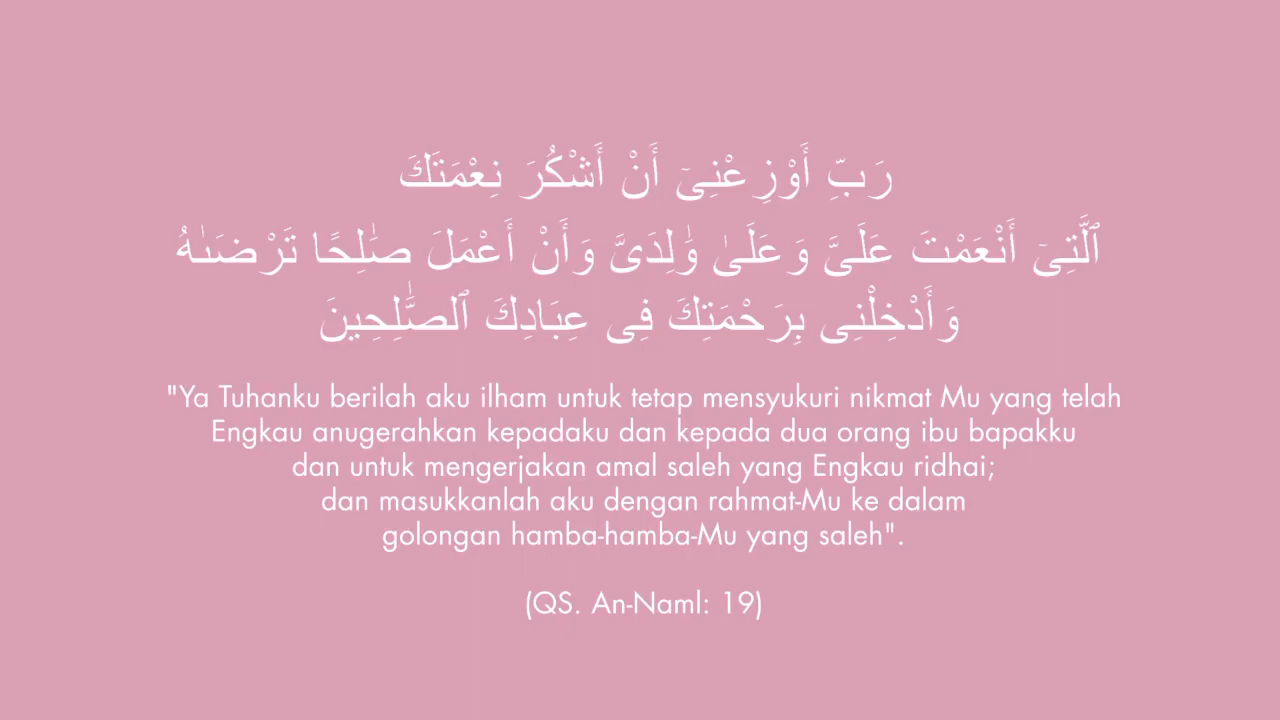 رَبِّ أَوْزِعْنِىٓ أَنْ أَشْكُرَ نِعْمَتَكَ
ٱلَّتِىٓ أَنْعَمْتَ عَلَىَّ وَعَلَىٰ وَٰلِدَىَّ وَأَنْ أَعْمَلَ صَٰلِحًا تَرْضَىٰهُ
وَأَدْخِلْنِى بِرَحْمَتِكَ فِى عِبَادِكَ ٱلصَّٰلِحِينَ
"Ya Tuhanku berilah aku ilham untuk tetap mensyukuri nikmat Mu yang telah
Engkau anugerahkan kepadaku dan kepada dua orang ibu bapakku
dan untuk mengerjakan amal saleh yang Engkau ridhai;
dan masukkanlah aku dengan rahmat-Mu ke dalam
golongan hamba-hamba-Mu yang saleh".
(QS. An-Naml: 19)